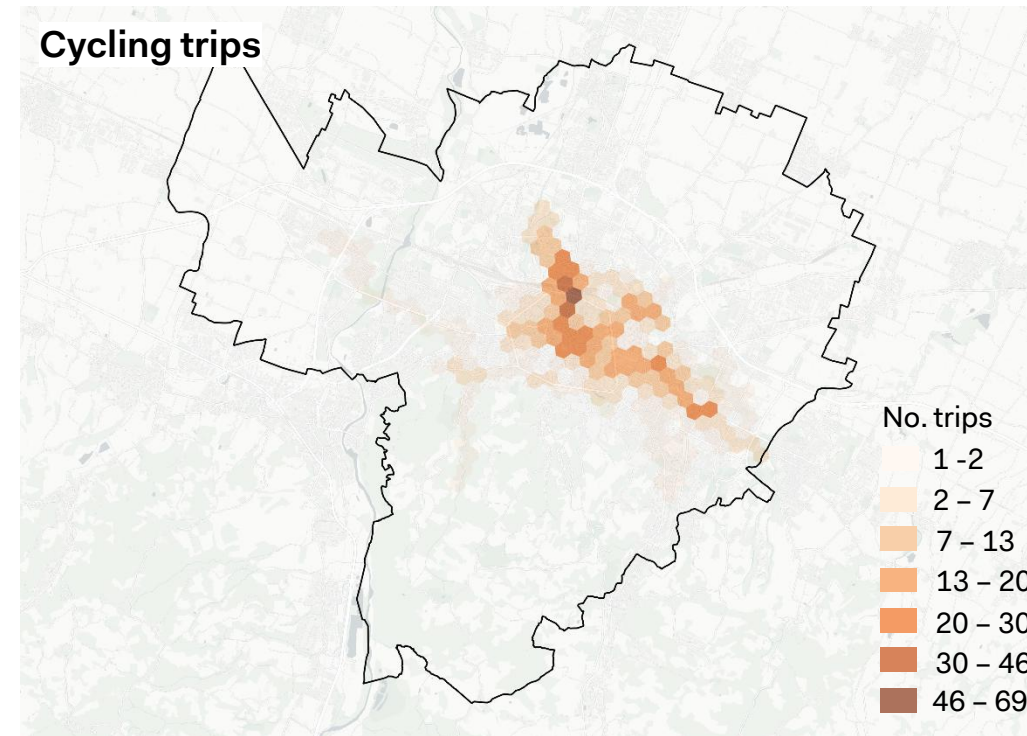 Cycling trips
No. trips
1 -2
2 – 7
7 – 13
13 – 20
20 – 30
30 – 46
46 – 69